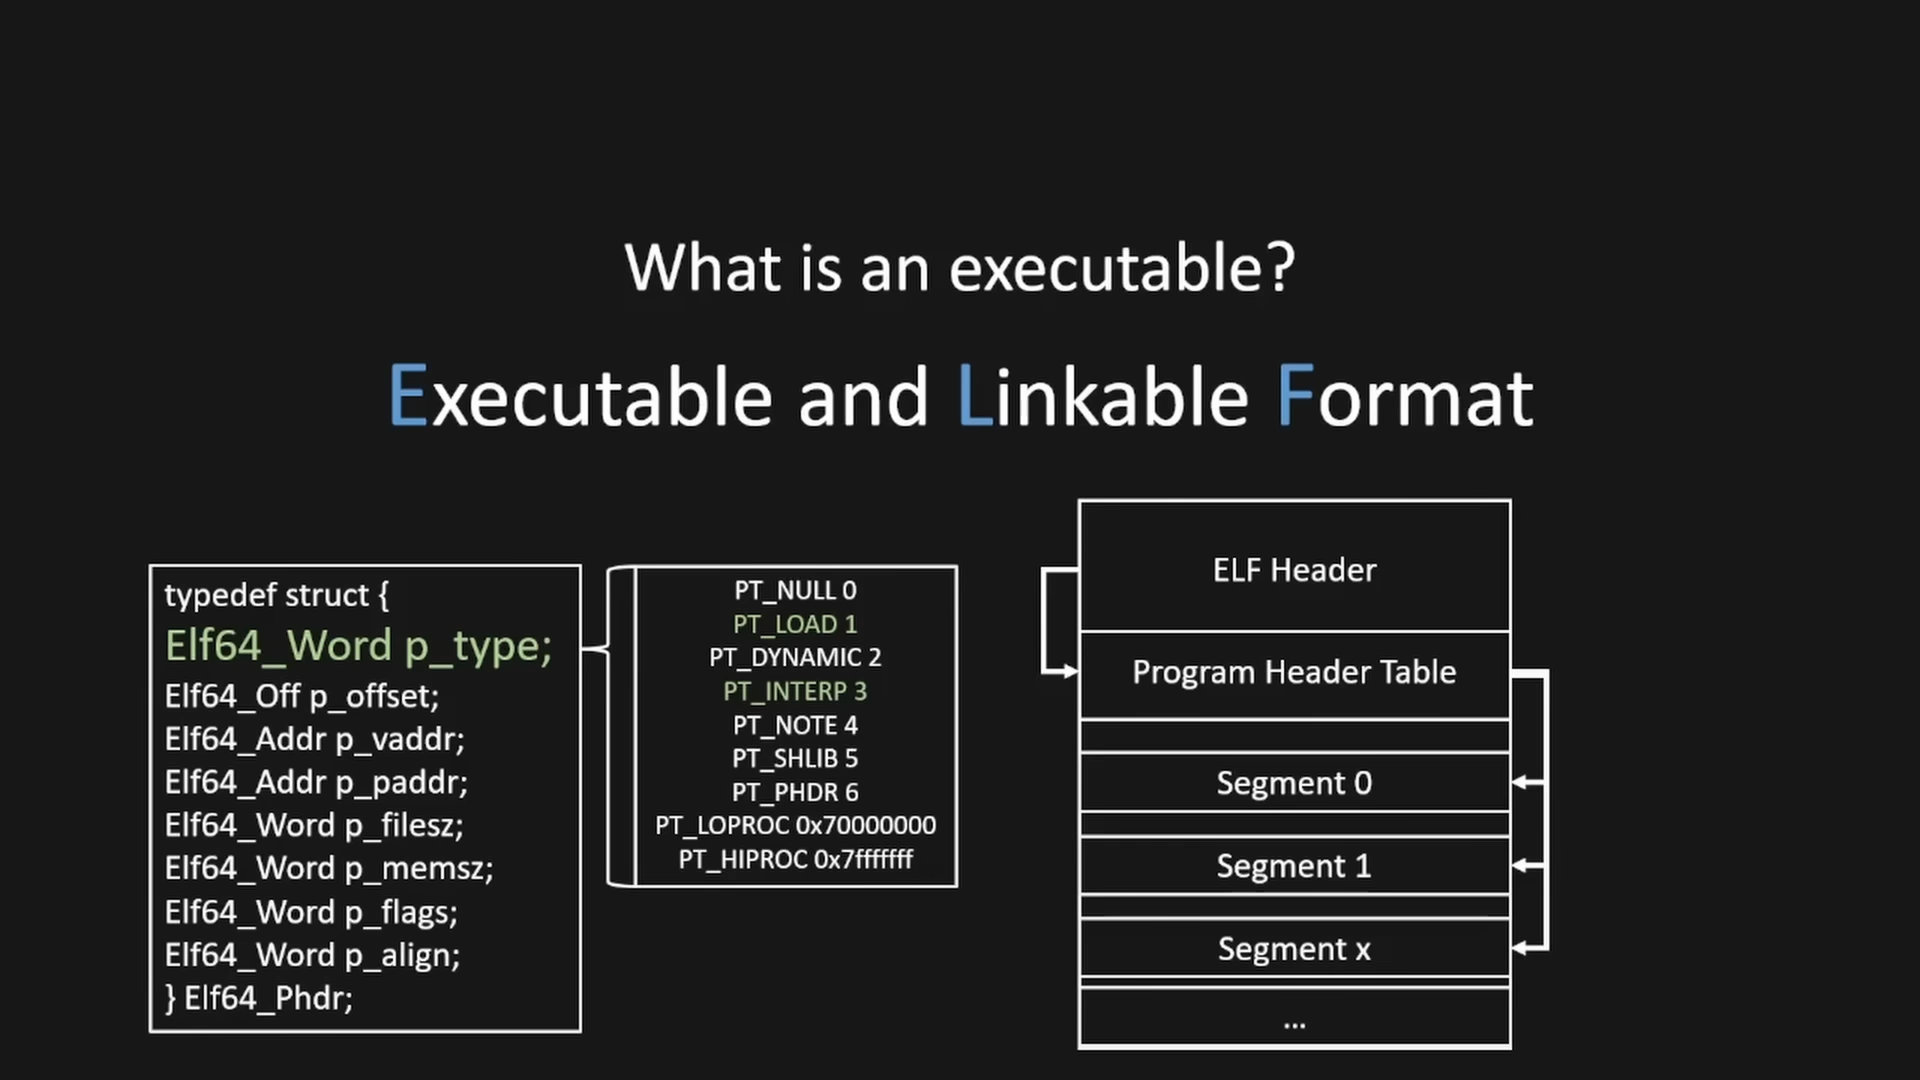 What is an executable?
Executable and Linkable Format
typedef struct {
Elf64_Word p_type;
Elf64_Off p_offset;
Elf64_Addr p_vaddr;
Elf64_Addr p_paddr;
Elf64_Word p_filesz;
Elf64_Word p_memsz;
Elf64_Word p_flags;
Elf64_Word p_align;
} Elf64_Phdr;
PT_NULL 0
PT_LOAD 1
PT_DYNAMIC 2
PT_INTERP 3
PT_NOTE 4
PT_SHLIB 5
PT_PHDR 6
PT_LOPROC 0x70000000
PT_HIPROC 0x7fffffff
ELF Header
Program Header Table
Segment 0
Segment 1
Segment x
...